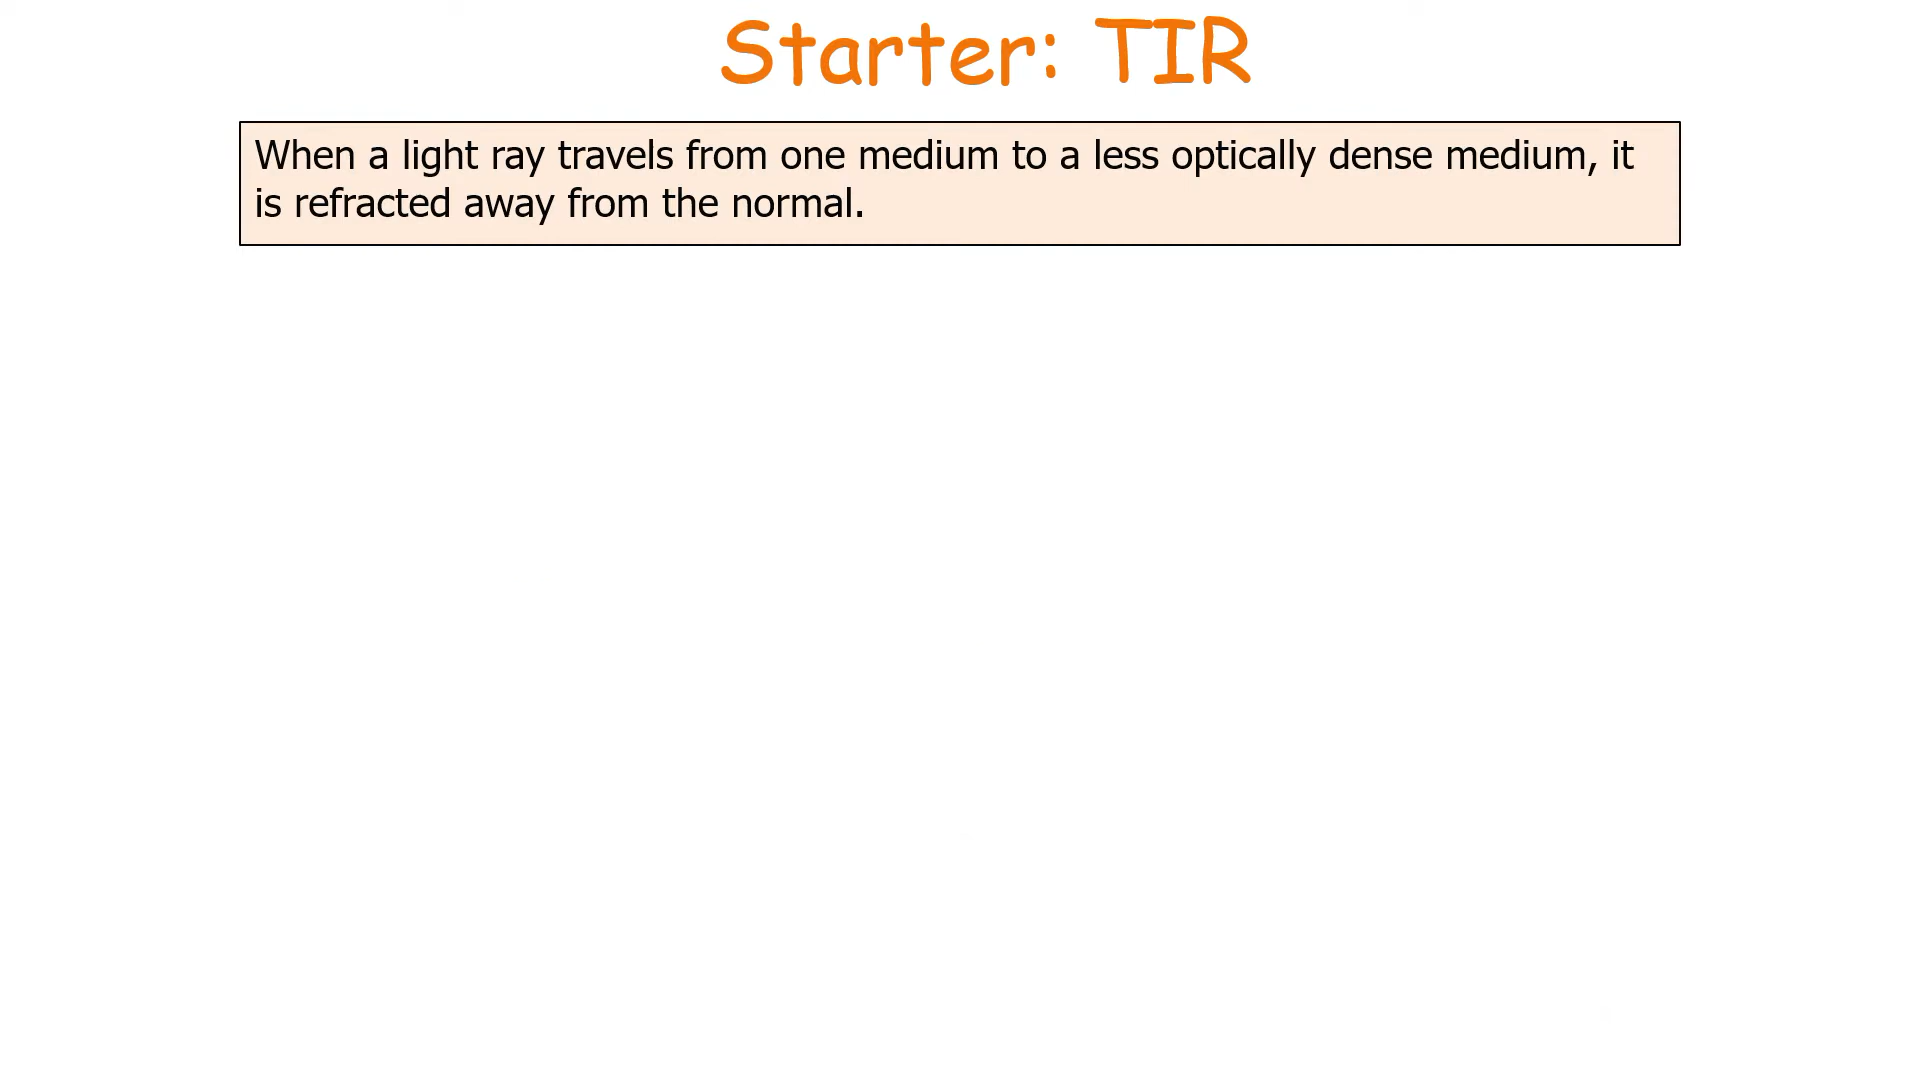 Starter: TIR
When a light ray travels from one medium to a less optically dense medium, it
is refracted away from the normal.